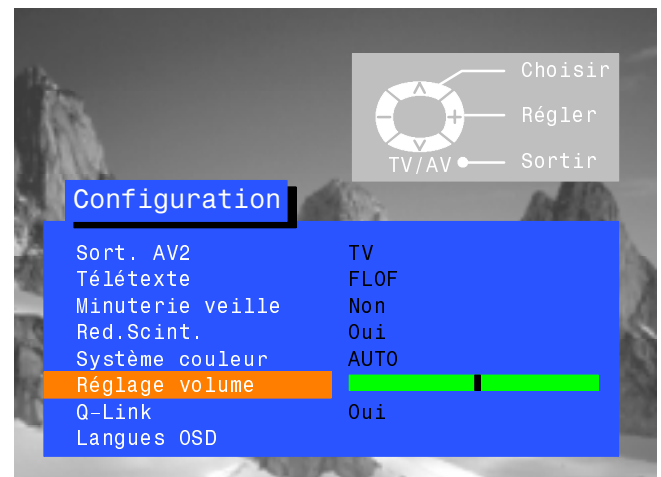 Choisir
Régler
TV/AV Sortir
Configuration
Sort. AV2 TV
Télétexte FLOF
Minuterie veille Non
Red.Scint. Oui
Système couleur AUTO
Réglage volume
Q-Link Oui
Langues OSD